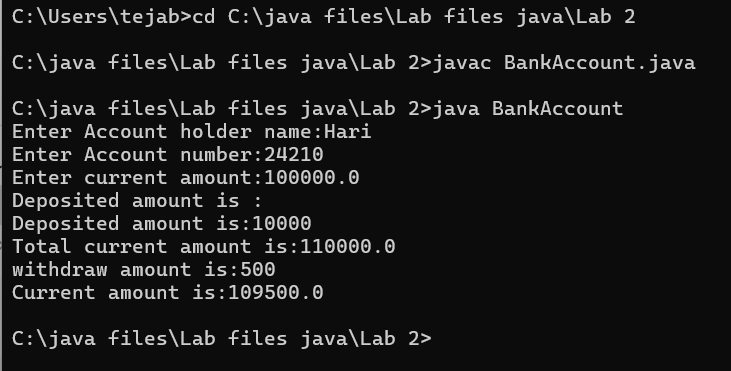 C:\Users\tejab>cd C:\java files\Lab files java\Lab 2
C:\java files\Lab files java\Lab 2>javac BankAccount.java
C:\java files\Lab files java\Lab 2>java BankAccount
Enter Account holder name:Hari
Enter Account number:24210
Enter current amount:100000.0
Deposited amount is :
Deposited amount is:10000
Total current amount is:110000.0
withdraw amount is:500
Current amount is:109500.0
C:\java files\Lab files java\Lab 2>